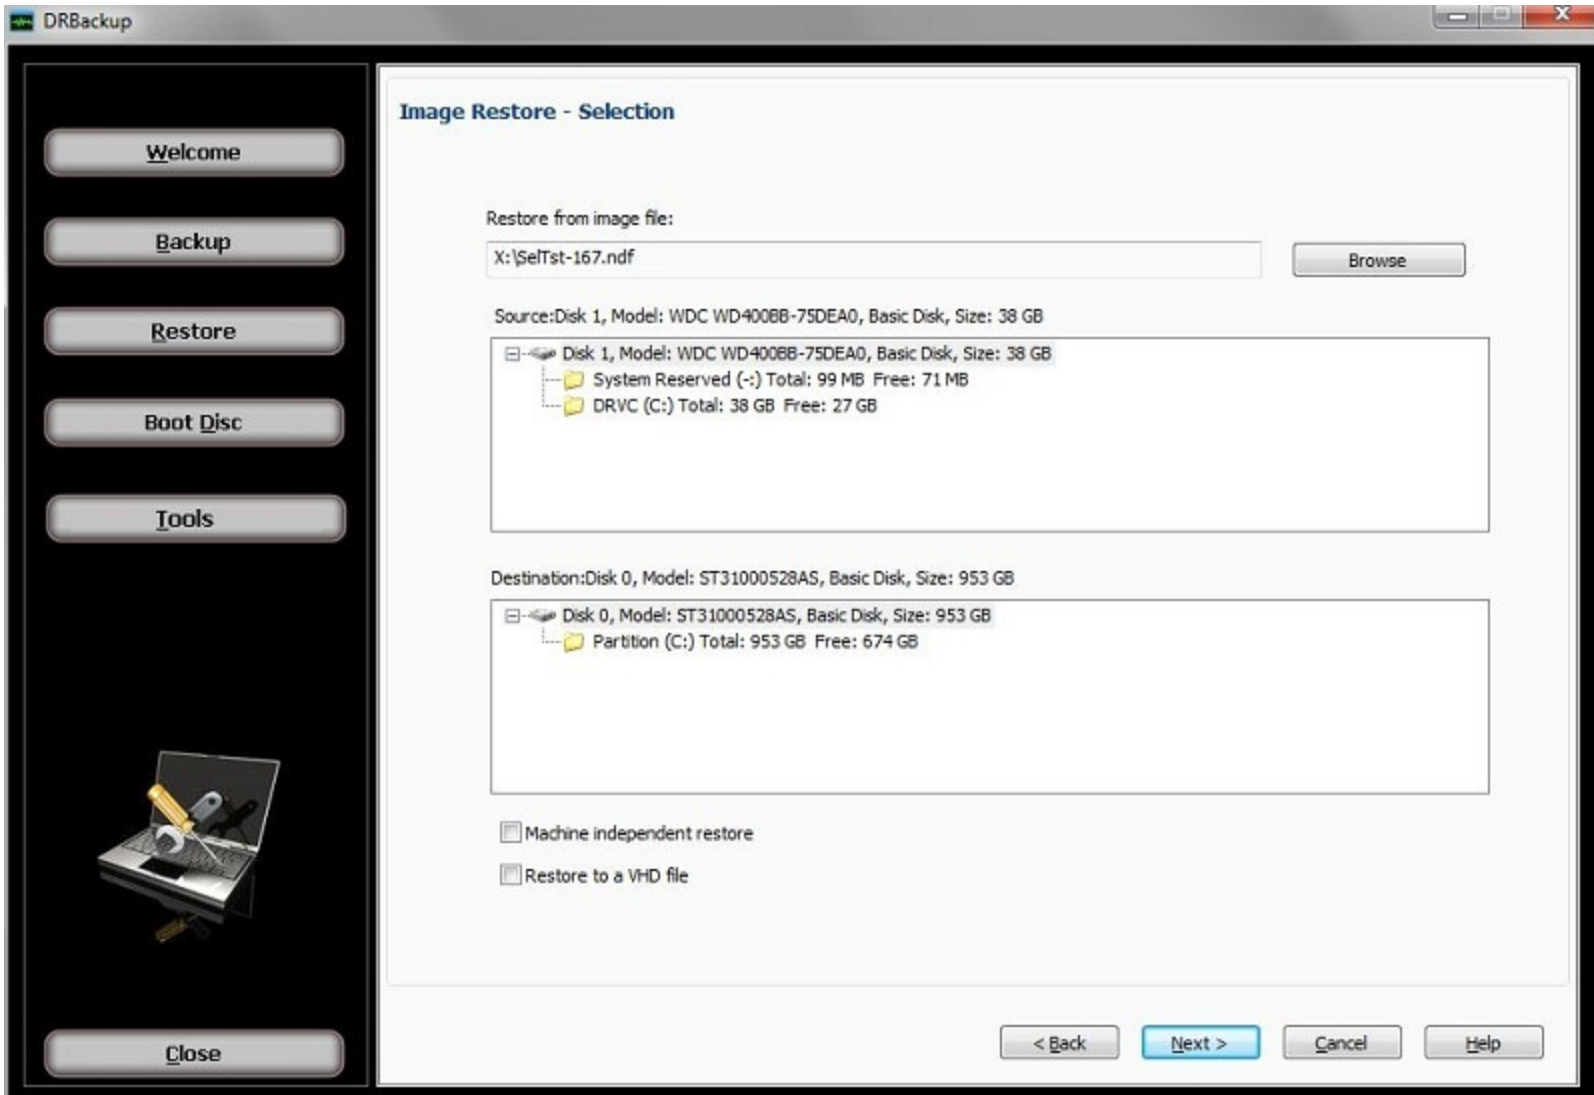 DRBackup
Welcome
Backup
Restore
Boot Disc
Tools
Close
Image Restore - Selection
Restore from image file:
X:\SelTst-167.ndf
Browse
Source:Disk 1, Model: WDC WD400BB-75DEA0, Basic Disk, Size: 38 GB
Disk 1, Model: WDC WD400BB-75DEA0, Basic Disk, Size: 38 GB
System Reserved (-:) Total: 99 MB Free: 71 MB
DRVC (C:) Total: 38 GB Free: 27 GB
Destination:Disk 0, Model: ST31000528AS, Basic Disk, Size: 953 GB
Disk 0, Model: ST31000528AS, Basic Disk, Size: 953 GB
Partition (C:) Total: 953 GB Free: 674 GB
Machine independent restore
Restore to a VHD file
< Back
Next >
Cancel
Help